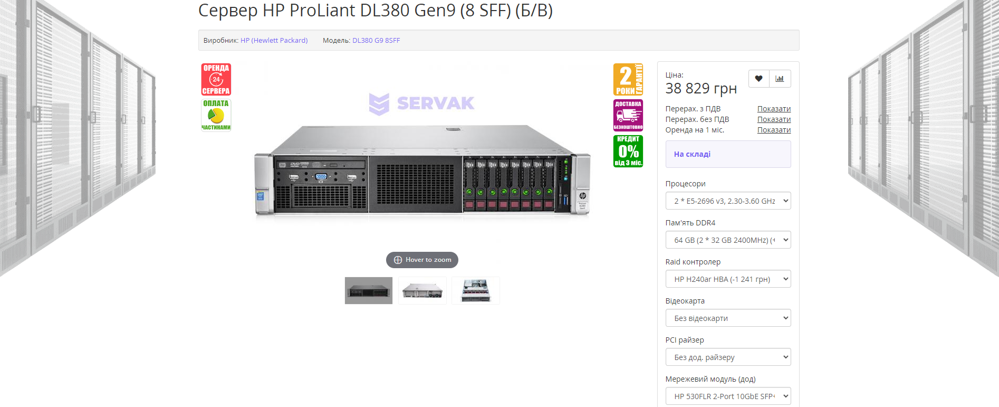 Сервер HP ProLiant DL380 Gen9 (8 SFF) (Б/В)
Виробник: HP (Hewlett Packard) Модель: DL380 G9 8SFF
ОРЕНДА
24
СЕРВЕРА
ОПЛАТА
ЧАСТИНАМИ
SERVAK
2
РОКИ
ГАРАНТІЇ
ДОСТАВКА
БЕЗКОШТОВНО
КРЕДИТ
0%
від 3 міс.
Hover to zoom
Ціна:
38 829 грн
Перерах. з ПДВ Показати
Перерах. без ПДВ Показати
Оренда на 1 міс. Показати
На складі
Процесори
2 * E5-2696 v3, 2.30-3.60 GHz
Пам'ять DDR4
64 GB (2 * 32 GB 2400MHz) (+
Raid контролер
HP H240ar HBA (-1 241 грн)
Відеокарта
Без відеокарти
PCI райзер
Без дод. райзеру
Мережевий модуль (дод)
HP 530FLR 2-Port 10GbE SFP+